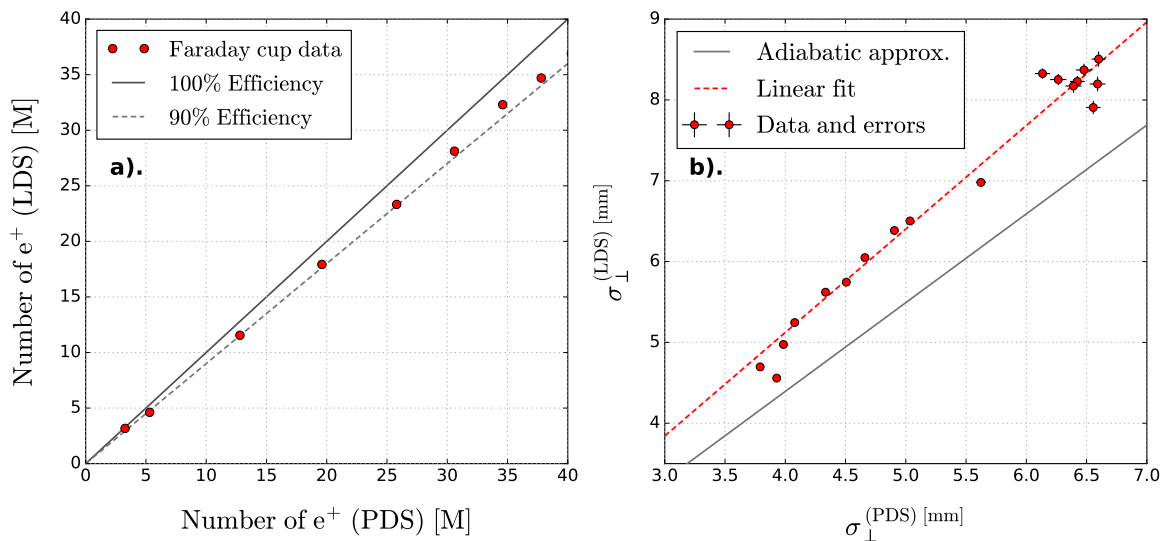 40
35
30
25
20
15
10
5
0
Number of e⁺ (LDS) [M]
Faraday cup data
100% Efficiency
90% Efficiency
a).
0 5 10 15 20 25 30 35 40
Number of e⁺ (PDS) [M]
9
8
7
6
5
4
σ⊥^(LDS) [mm]
Adiabatic approx.
Linear fit
Data and errors
b).
3.0 3.5 4.0 4.5 5.0 5.5 6.0 6.5 7.0
σ⊥^(PDS) [mm]